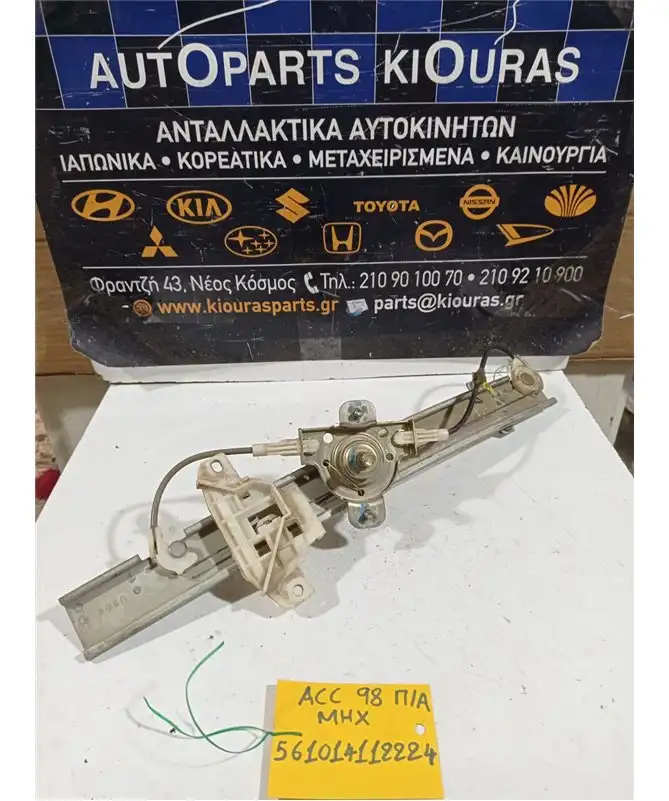 AUTOPARTS KIOURAS
ΑΝΤΑΛΛΑΚΤΙΚΑ ΑΥΤΟΚΙΝΗΤΩΝ
ΙΑΠΩΝΙΚΑ • ΚΟΡΕΑΤΙΚΑ • ΜΕΤΑΧΕΙΡΙΣΜΕΝΑ • ΚΑΙΝΟΥΡΓΙΑ
KIA
TOYOTA
NISSAN
Φραντζή 43, Νέος Κόσμος Τηλ.: 210 90 100 70 • 210 92 10 900
www.kiourasparts.gr parts@kiouras.gr
ACC 98 Π/Α
ΜΗΧ
561014112224